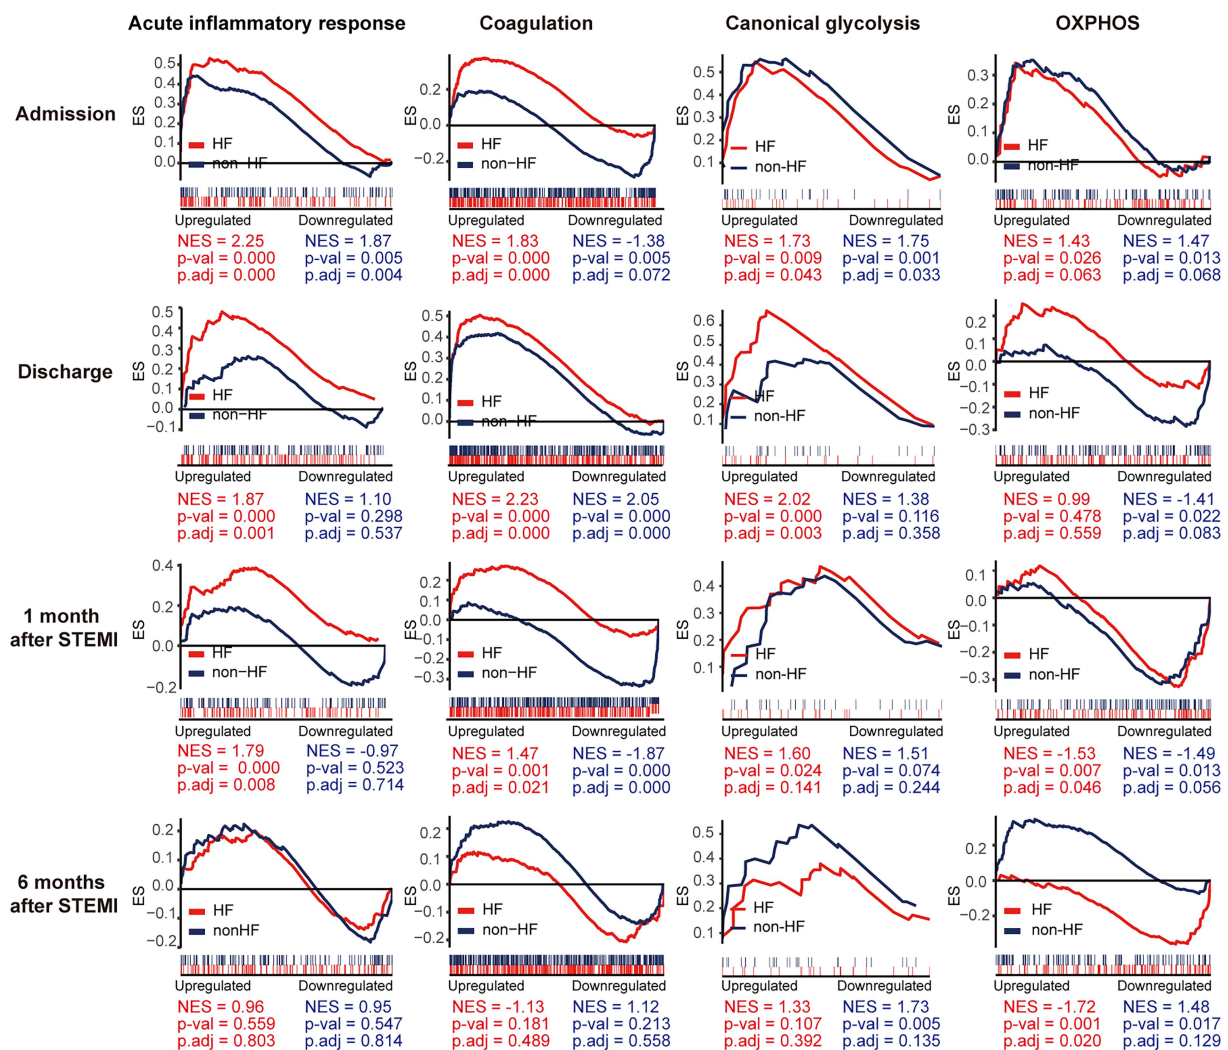 Acute inflammatory response
Coagulation
Canonical glycolysis
OXPHOS
Admission
ES
0.5
0.4
0.3
0.2
0.1
0.0
HF
non−HF
Upregulated
Downregulated
NES = 2.25
p-val = 0.000
p.adj = 0.000
NES = 1.87
p-val = 0.005
p.adj = 0.004
ES
0.2
0.0
−0.2
HF
non−HF
Upregulated
Downregulated
NES = 1.83
p-val = 0.000
p.adj = 0.000
NES = -1.38
p-val = 0.005
p.adj = 0.072
ES
0.5
0.4
0.3
0.2
0.1
HF
non-HF
Upregulated
Downregulated
NES = 1.73
p-val = 0.009
p.adj = 0.043
NES = 1.75
p-val = 0.001
p.adj = 0.033
ES
0.3
0.2
0.1
0.0
HF
non-HF
Upregulated
Downregulated
NES = 1.43
p-val = 0.026
p.adj = 0.063
NES = 1.47
p-val = 0.013
p.adj = 0.068
Discharge
ES
0.5
0.4
0.3
0.2
0.1
0.0
−0.1
HF
non−HF
Upregulated
Downregulated
NES = 1.87
p-val = 0.000
p.adj = 0.001
NES = 1.10
p-val = 0.298
p.adj = 0.537
ES
0.5
0.4
0.3
0.2
0.1
0.0
HF
non−HF
Upregulated
Downregulated
NES = 2.23
p-val = 0.000
p.adj = 0.000
NES = 2.05
p-val = 0.000
p.adj = 0.000
ES
0.6
0.5
0.4
0.3
0.2
HF
non-HF
Upregulated
Downregulated
NES = 2.02
p-val = 0.000
p.adj = 0.003
NES = 1.38
p-val = 0.116
p.adj = 0.358
ES
0.2
0.1
0.0
−0.1
−0.2
−0.3
HF
non-HF
Upregulated
Downregulated
NES = 0.99
p-val = 0.478
p.adj = 0.559
NES = -1.41
p-val = 0.022
p.adj = 0.083
1 month
after STEMI
ES
0.4
0.2
0.0
−0.2
HF
non−HF
Upregulated
Downregulated
NES = 1.79
p-val = 0.000
p.adj = 0.008
NES = -0.97
p-val = 0.523
p.adj = 0.714
ES
0.2
0.1
0.0
−0.1
−0.2
−0.3
HF
non−HF
Upregulated
Downregulated
NES = 1.47
p-val = 0.001
p.adj = 0.021
NES = -1.87
p-val = 0.000
p.adj = 0.000
ES
0.4
0.3
0.2
0.1
HF
non-HF
Upregulated
Downregulated
NES = 1.60
p-val = 0.024
p.adj = 0.141
NES = 1.51
p-val = 0.074
p.adj = 0.244
ES
0.1
0.0
−0.1
−0.2
−0.3
HF
non-HF
Upregulated
Downregulated
NES = -1.53
p-val = 0.007
p.adj = 0.046
NES = -1.49
p-val = 0.013
p.adj = 0.056
6 months
after STEMI
ES
0.2
0.1
0.0
−0.1
−0.2
HF
nonHF
Upregulated
Downregulated
NES = 0.96
p-val = 0.559
p.adj = 0.803
NES = 0.95
p-val = 0.547
p.adj = 0.814
ES
0.2
0.1
0.0
−0.1
−0.2
HF
non−HF
Upregulated
Downregulated
NES = -1.13
p-val = 0.181
p.adj = 0.489
NES = 1.12
p-val = 0.213
p.adj = 0.558
ES
0.5
0.4
0.3
0.2
0.1
HF
non-HF
Upregulated
Downregulated
NES = 1.33
p-val = 0.107
p.adj = 0.392
NES = 1.73
p-val = 0.005
p.adj = 0.135
ES
0.2
0.0
−0.2
HF
non-HF
Upregulated
Downregulated
NES = -1.72
p-val = 0.001
p.adj = 0.020
NES = 1.48
p-val = 0.017
p.adj = 0.129